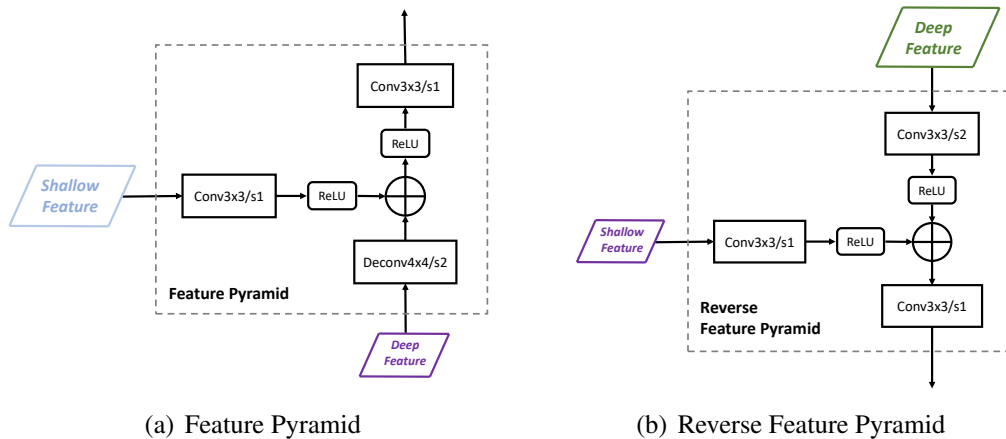 Conv3x3/s1
ReLU
Shallow
Feature
Conv3x3/s1
ReLU
Deconv4x4/s2
Feature Pyramid
Deep
Feature
(a) Feature Pyramid
Deep
Feature
Conv3x3/s2
ReLU
Shallow
Feature
Conv3x3/s1
ReLU
Conv3x3/s1
Reverse
Feature Pyramid
(b) Reverse Feature Pyramid